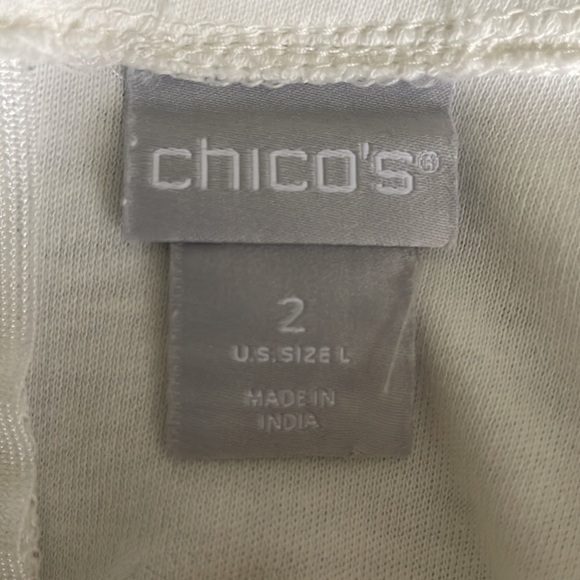 chico's®
2
U.S. SIZE L
MADE IN
INDIA